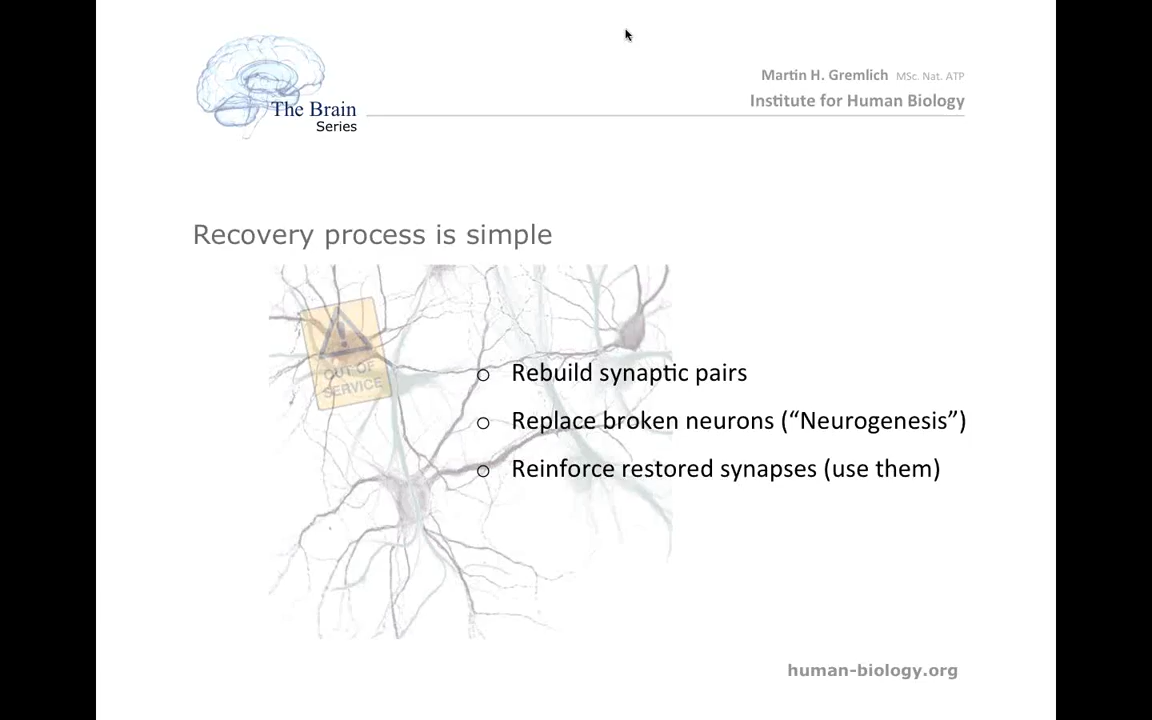 The Brain
Series
Martin H. Gremlich MSc. Nat. ATP
Institute for Human Biology
Recovery process is simple
OUT OF
SERVICE
o Rebuild synaptic pairs
o Replace broken neurons (“Neurogenesis”)
o Reinforce restored synapses (use them)
human-biology.org